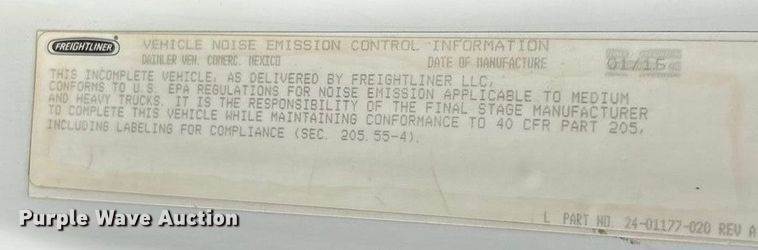 FREIGHTLINER
VEHICLE NOISE EMISSION CONTROL INFORMATION
DAIMLER VEH. COMERC. MEXICO DATE OF MANUFACTURE 01/15
THIS INCOMPLETE VEHICLE, AS DELIVERED BY FREIGHTLINER LLC,
CONFORMS TO U.S. EPA REGULATIONS FOR NOISE EMISSION APPLICABLE TO MEDIUM
AND HEAVY TRUCKS. IT IS THE RESPONSIBILITY OF THE FINAL STAGE MANUFACTURER
TO COMPLETE THIS VEHICLE WHILE MAINTAINING CONFORMANCE TO 40 CFR PART 205,
INCLUDING LABELING FOR COMPLIANCE (SEC. 205.55-4).
L PART NO. 24-01177-020 REV A
Purple Wave Auction